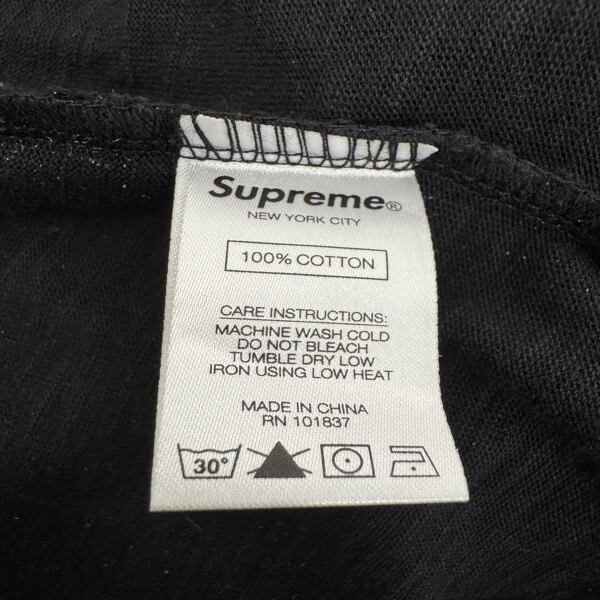 Supreme®
NEW YORK CITY
100% COTTON
CARE INSTRUCTIONS:
MACHINE WASH COLD
DO NOT BLEACH
TUMBLE DRY LOW
IRON USING LOW HEAT
MADE IN CHINA
RN 101837
30°